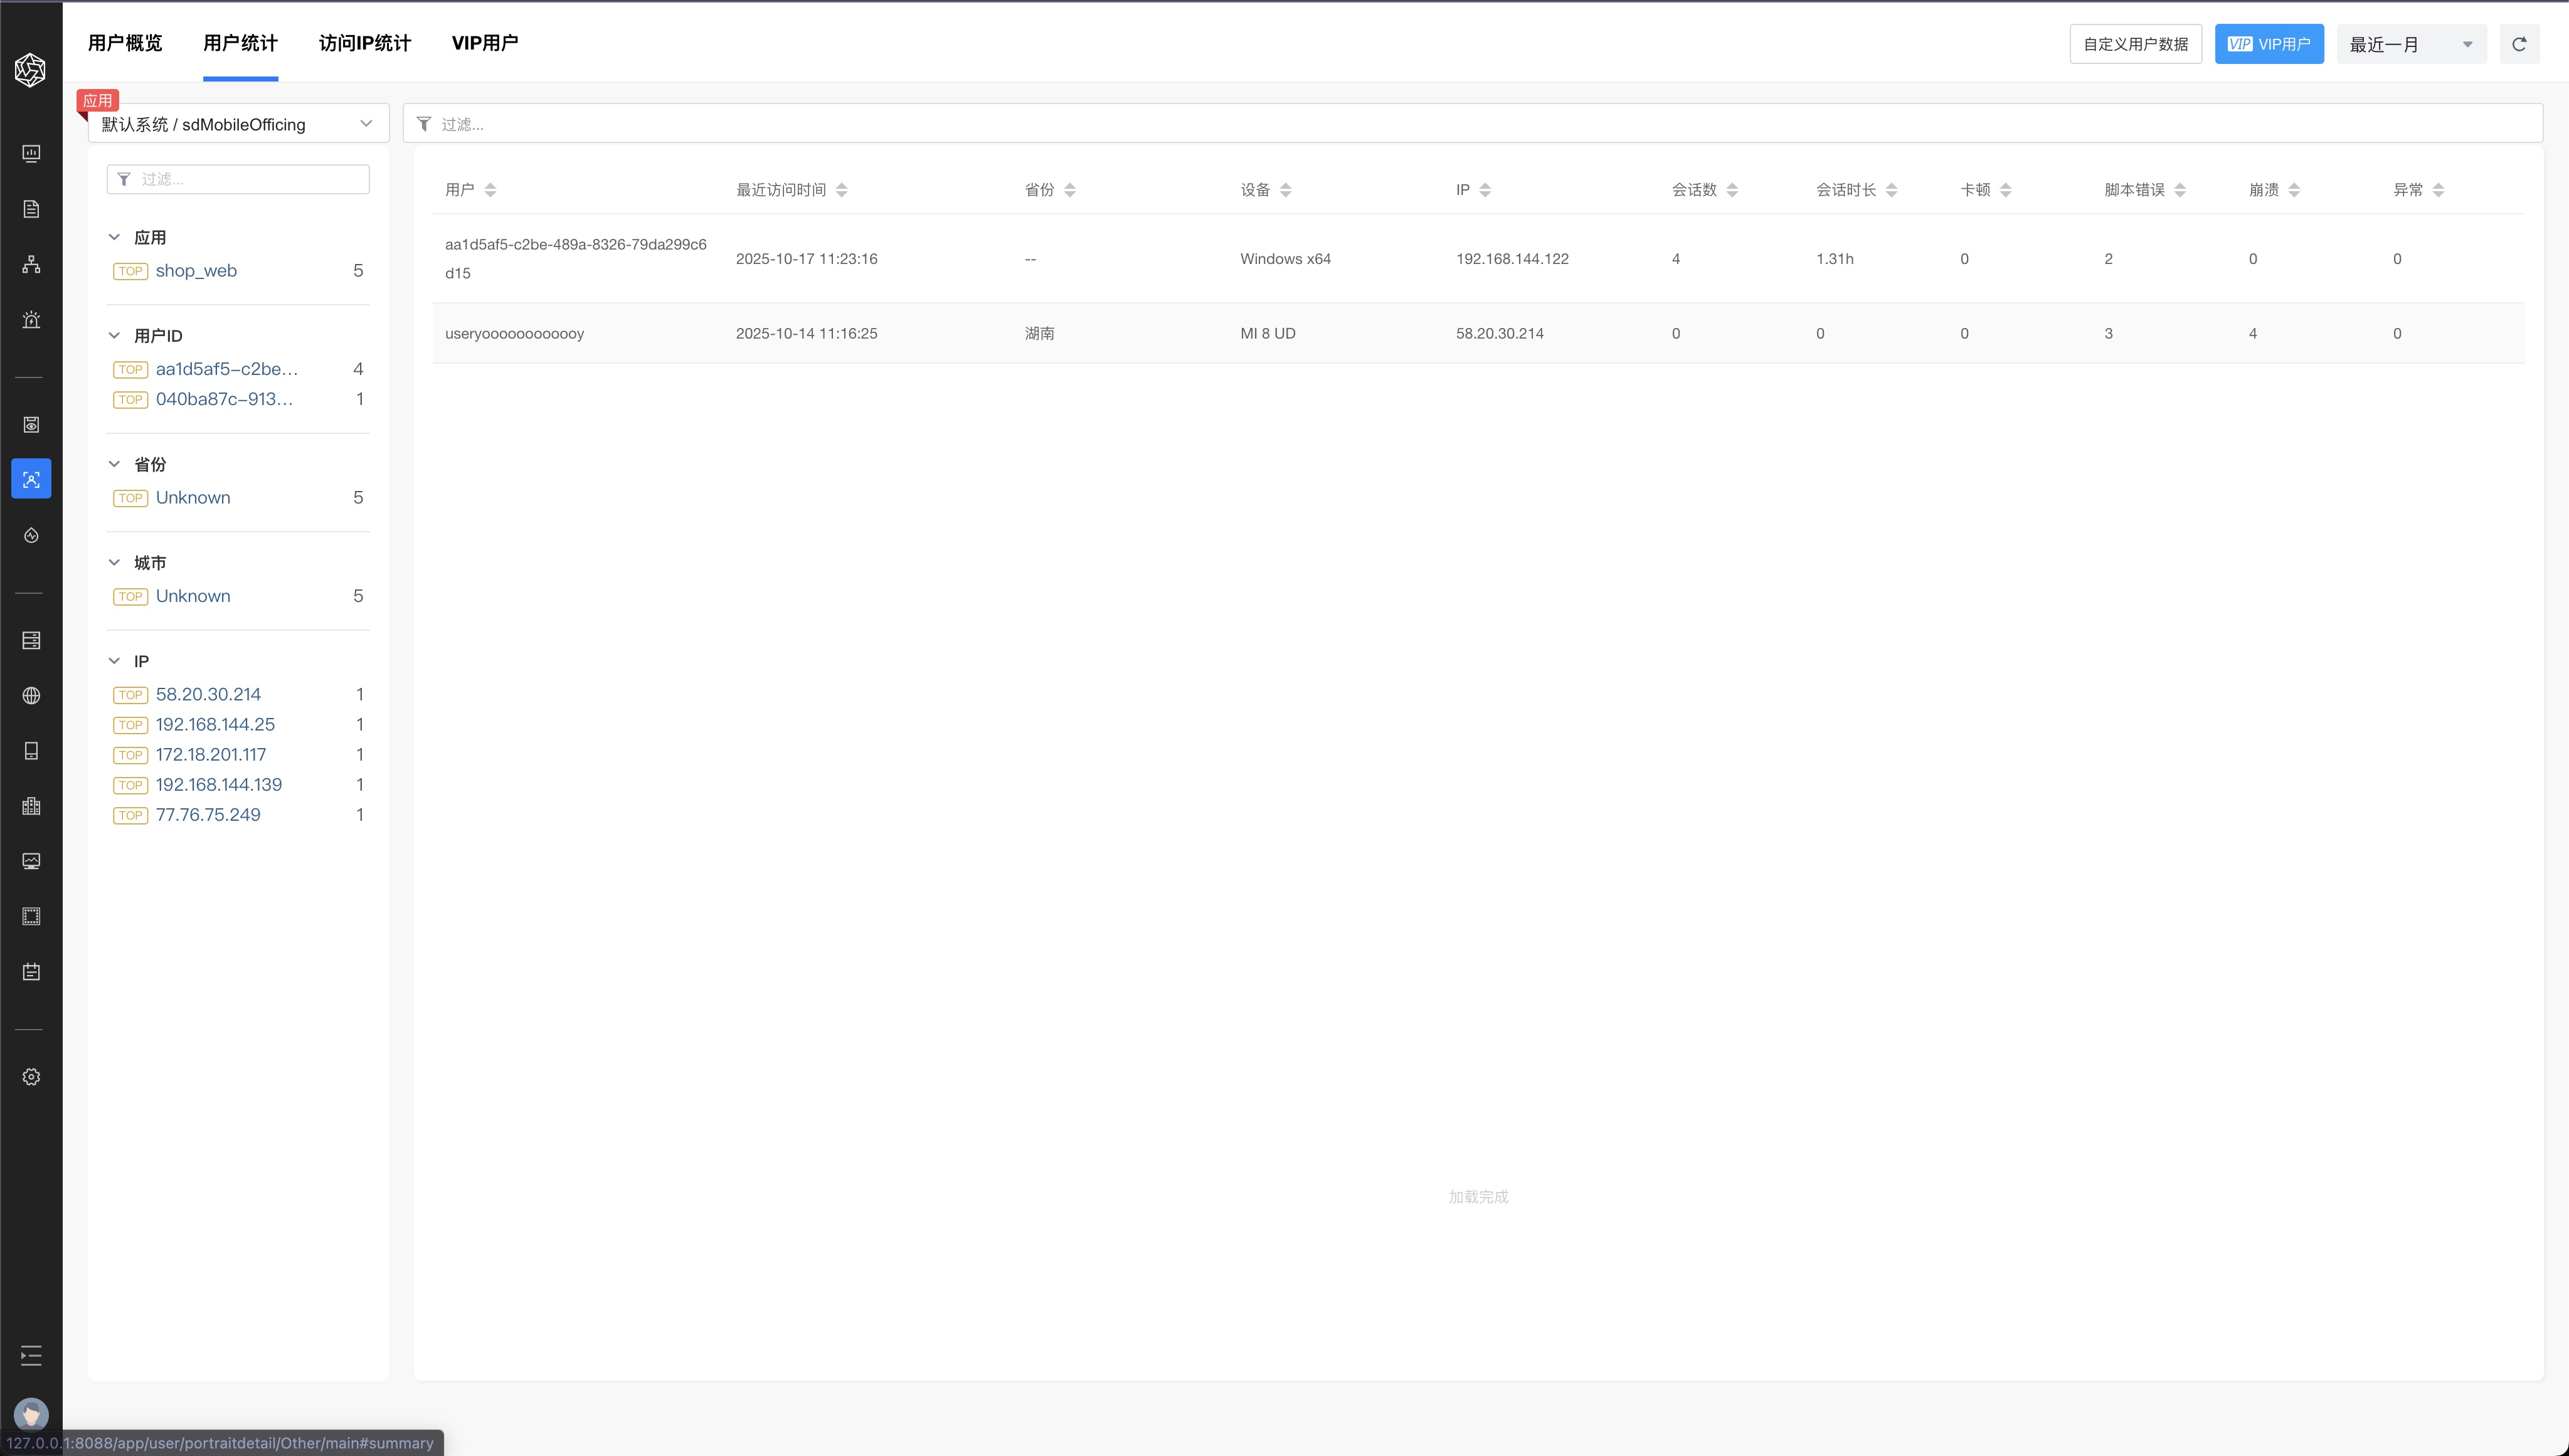 用户概览 用户统计 访问IP统计 VIP用户 自定义用户数据 VIP VIP用户 最近一月
应用
默认系统 / sdMobileOfficing 过滤...
过滤...
应用
TOP shop_web 5
用户ID
TOP aa1d5af5-c2be... 4
TOP 040ba87c-913... 1
省份
TOP Unknown 5
城市
TOP Unknown 5
IP
TOP 58.20.30.214 1
TOP 192.168.144.25 1
TOP 172.18.201.117 1
TOP 192.168.144.139 1
TOP 77.76.75.249 1
用户 最近访问时间 省份 设备 IP 会话数 会话时长 卡顿 脚本错误 崩溃 异常
aa1d5af5-c2be-489a-8326-79da299c6
d15 2025-10-17 11:23:16 -- Windows x64 192.168.144.122 4 1.31h 0 2 0 0
useryoooooooooooy 2025-10-14 11:16:25 湖南 MI 8 UD 58.20.30.214 0 0 0 3 4 0
加载完成
127.0.0.1:8088/app/user/portraitdetail/Other/main#summary